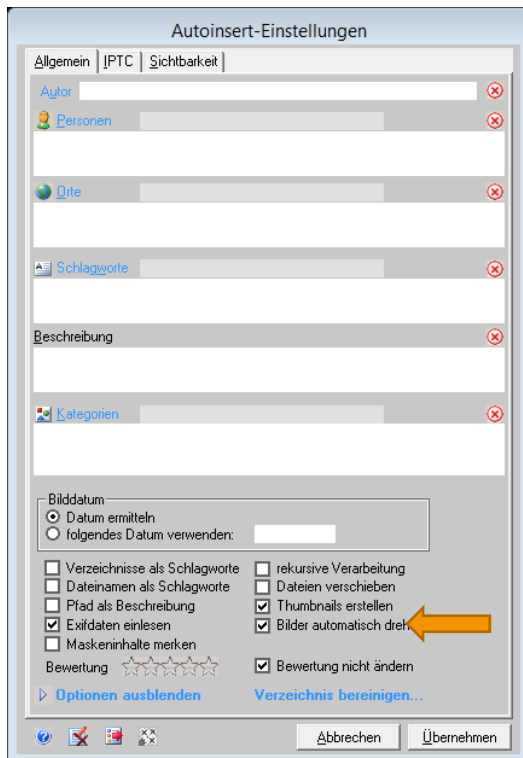 Autoinsert-Einstellungen
Allgemein IPTC Sichtbarkeit
Autor
Personen
Orte
Schlagworte
Beschreibung
Kategorien
Bilddatum
Datum ermitteln
folgendes Datum verwenden:
Verzeichnisse als Schlagworte rekursive Verarbeitung
Dateinamen als Schlagworte Dateien verschieben
Pfad als Beschreibung Thumbnails erstellen
Exifdaten einlesen Bilder automatisch
Maskeninhalte merken
Bewertung Bewertung nicht ändern
Optionen ausblenden Verzeichnis bereinigen...
Abbrechen Übernehmen